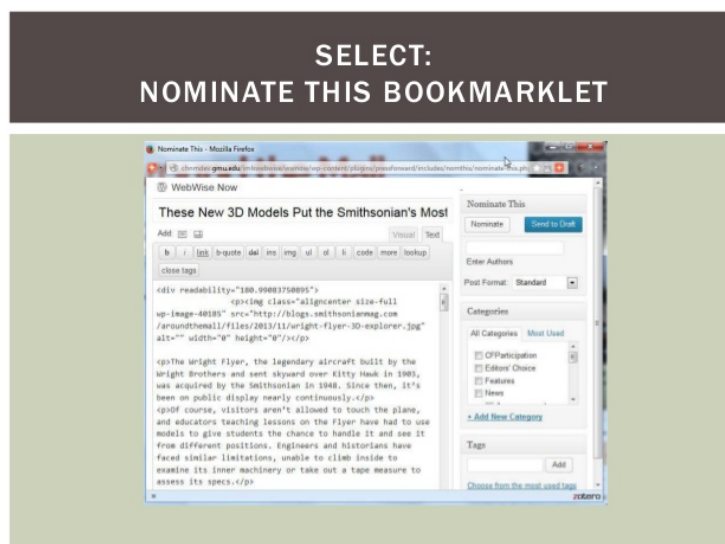 SELECT:
NOMINATE THIS BOOKMARKLET
Nominate This - Mozilla Firefox
WebWise Now
These New 3D Models Put the Smithsonian's Most
Add
Visual Text
b i link b-quote del ins img ul ol li code more lookup
close tags
<div readability="180.99083750895">
<p><img class="aligncenter size-full
wp-image-40185" src="http://blogs.smithsonianmag.com
/aroundthemall/files/2013/11/wright-flyer-3D-explorer.jpg"
alt="" width="0" height="0"/></p>
<p>The Wright Flyer, the legendary aircraft built by the
Wright Brothers and sent skyward over Kitty Hawk in 1903,
was acquired by the Smithsonian in 1948. Since then, it's
been on public display nearly continuously.</p>
<p>Of course, visitors aren't allowed to touch the plane,
and educators teaching lessons on the Flyer have had to use
models to give students the chance to handle it and see it
from different positions. Engineers and historians have
faced similar limitations, unable to climb inside to
examine its inner machinery or take out a tape measure to
assess its specs.</p>
Nominate This
Nominate Send to Draft
Enter Authors
Post Format: Standard
Categories
All Categories Most Used
CFParticipation
Editors' Choice
Features
News
+ Add New Category
Tags
Add
Choose from the most used tags
zotero